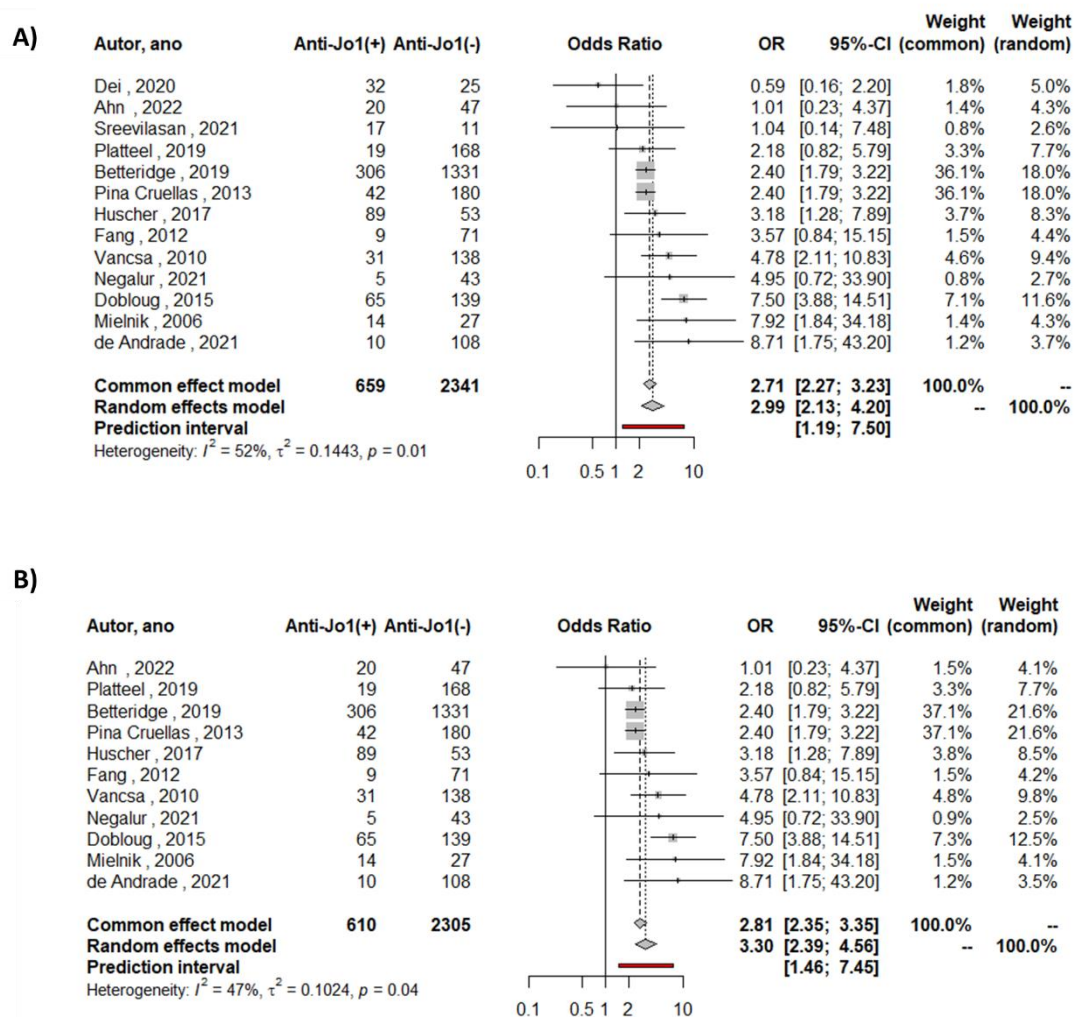 A)
Weight Weight
Autor, ano Anti-Jo1(+) Anti-Jo1(-) Odds Ratio OR 95%-CI (common) (random)
Dei , 2020 32 25 0.59 [0.16; 2.20] 1.8% 5.0%
Ahn , 2022 20 47 1.01 [0.23; 4.37] 1.4% 4.3%
Sreevilasan , 2021 17 11 1.04 [0.14; 7.48] 0.8% 2.6%
Platteel , 2019 19 168 2.18 [0.82; 5.79] 3.3% 7.7%
Betteridge , 2019 306 1331 2.40 [1.79; 3.22] 36.1% 18.0%
Pina Cruellas , 2013 42 180 2.40 [1.79; 3.22] 36.1% 18.0%
Huscher , 2017 89 53 3.18 [1.28; 7.89] 3.7% 8.3%
Fang , 2012 9 71 3.57 [0.84; 15.15] 1.5% 4.4%
Vancsa , 2010 31 138 4.78 [2.11; 10.83] 4.6% 9.4%
Negalur , 2021 5 43 4.95 [0.72; 33.90] 0.8% 2.7%
Dobloug , 2015 65 139 7.50 [3.88; 14.51] 7.1% 11.6%
Mielnik , 2006 14 27 7.92 [1.84; 34.18] 1.4% 4.3%
de Andrade , 2021 10 108 8.71 [1.75; 43.20] 1.2% 3.7%
Common effect model 659 2341 2.71 [2.27; 3.23] 100.0% --
Random effects model 2.99 [2.13; 4.20] -- 100.0%
Prediction interval [1.19; 7.50]
Heterogeneity: I² = 52%, τ² = 0.1443, p = 0.01
0.1 0.5 1 2 10
B)
Weight Weight
Autor, ano Anti-Jo1(+) Anti-Jo1(-) Odds Ratio OR 95%-CI (common) (random)
Ahn , 2022 20 47 1.01 [0.23; 4.37] 1.5% 4.1%
Platteel , 2019 19 168 2.18 [0.82; 5.79] 3.3% 7.7%
Betteridge , 2019 306 1331 2.40 [1.79; 3.22] 37.1% 21.6%
Pina Cruellas , 2013 42 180 2.40 [1.79; 3.22] 37.1% 21.6%
Huscher , 2017 89 53 3.18 [1.28; 7.89] 3.8% 8.5%
Fang , 2012 9 71 3.57 [0.84; 15.15] 1.5% 4.2%
Vancsa , 2010 31 138 4.78 [2.11; 10.83] 4.8% 9.8%
Negalur , 2021 5 43 4.95 [0.72; 33.90] 0.9% 2.5%
Dobloug , 2015 65 139 7.50 [3.88; 14.51] 7.3% 12.5%
Mielnik , 2006 14 27 7.92 [1.84; 34.18] 1.5% 4.1%
de Andrade , 2021 10 108 8.71 [1.75; 43.20] 1.2% 3.5%
Common effect model 610 2305 2.81 [2.35; 3.35] 100.0% --
Random effects model 3.30 [2.39; 4.56] -- 100.0%
Prediction interval [1.46; 7.45]
Heterogeneity: I² = 47%, τ² = 0.1024, p = 0.04
0.1 0.5 1 2 10